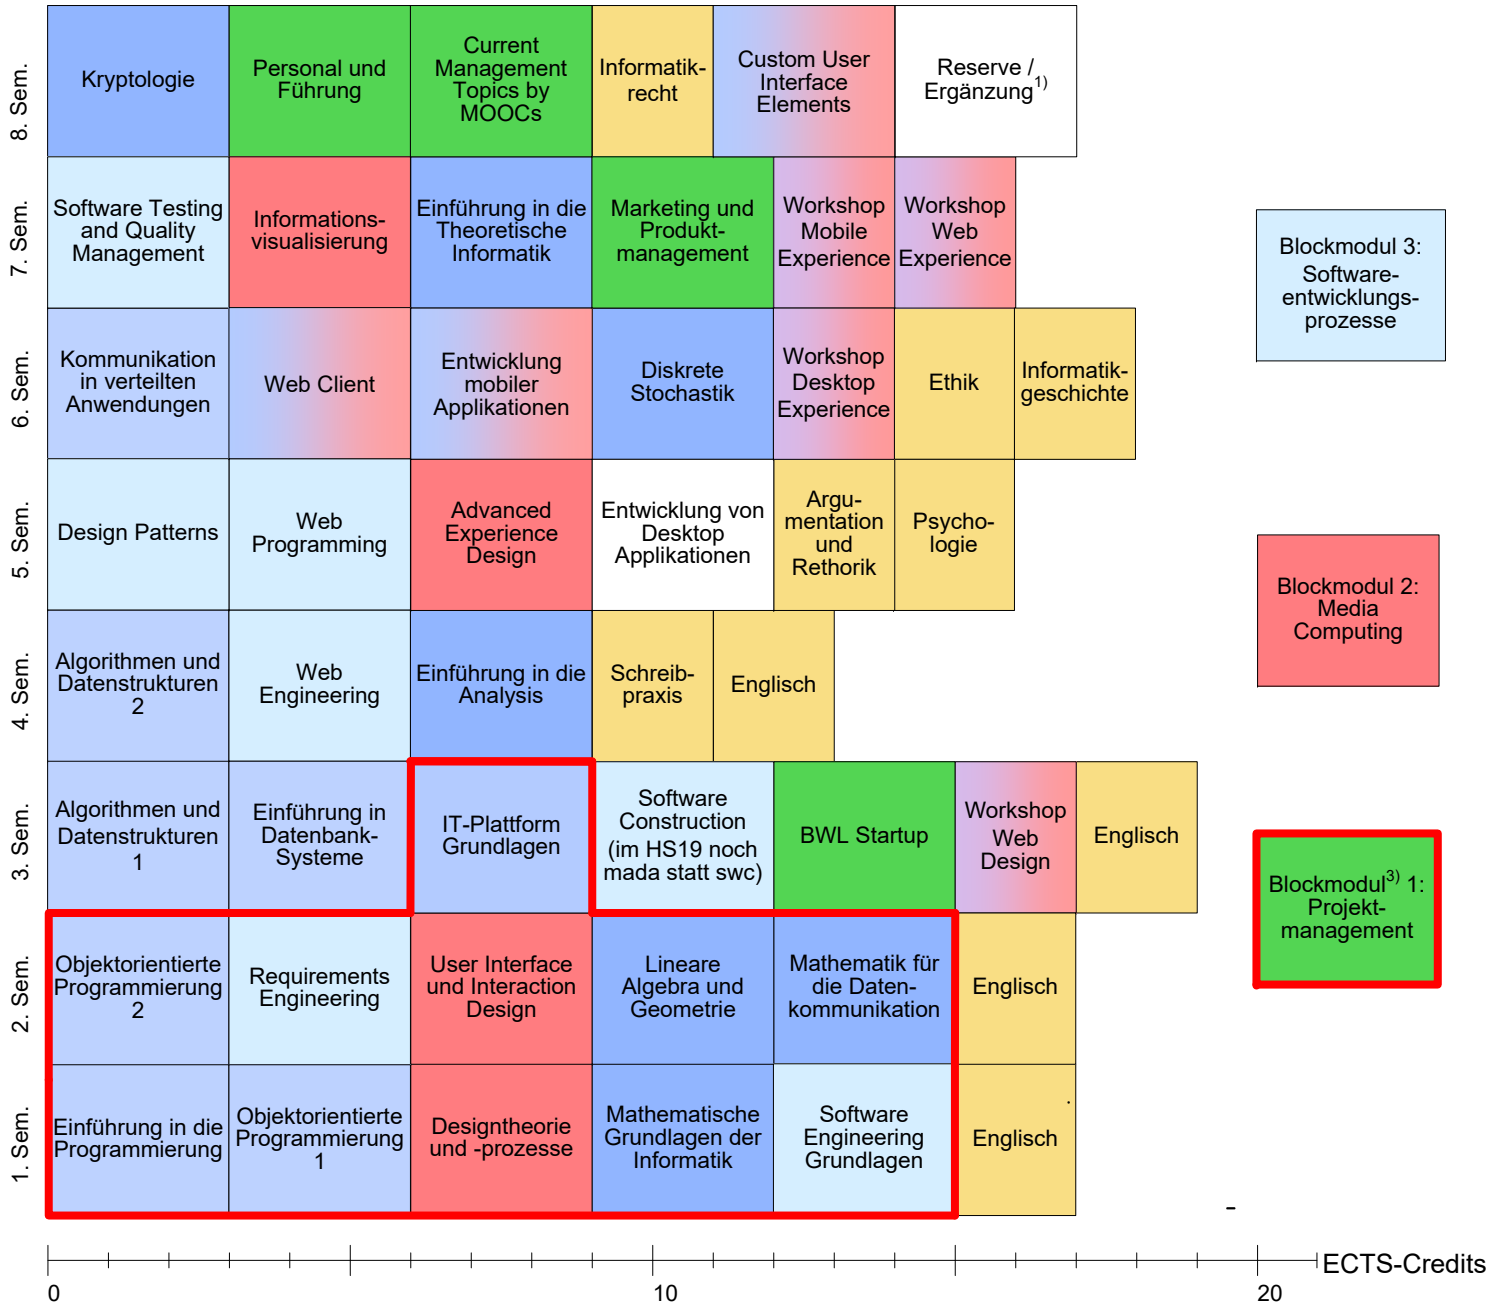 8. Sem.
Kryptologie
Personal und
Führung
Current
Management
Topics by
MOOCs
Informatik-
recht
Custom User
Interface
Elements
Reserve /
Ergänzung1)
7. Sem.
Software Testing
and Quality
Management
Informations-
visualisierung
Einführung in die
Theoretische
Informatik
Marketing und
Produkt-
management
Workshop
Mobile
Experience
Workshop
Web
Experience
Blockmodul 3:
Software-
entwicklungs-
prozesse
6. Sem.
Kommunikation
in verteilten
Anwendungen
Web Client
Entwicklung
mobiler
Applikationen
Diskrete
Stochastik
Workshop
Desktop
Experience
Ethik
Informatik-
geschichte
5. Sem.
Design Patterns
Web
Programming
Advanced
Experience
Design
Entwicklung von
Desktop
Applikationen
Argu-
mentation
und
Rethorik
Psycho-
logie
Blockmodul 2:
Media
Computing
4. Sem.
Algorithmen und
Datenstrukturen
2
Web
Engineering
Einführung in die
Analysis
Schreib-
praxis
Englisch
3. Sem.
Algorithmen und
Datenstrukturen
1
Einführung in
Datenbank-
Systeme
IT-Plattform
Grundlagen
Software
Construction
(im HS19 noch
mada statt swc)
BWL Startup
Workshop
Web
Design
Englisch
Blockmodul3) 1:
Projekt-
management
2. Sem.
Objektorientierte
Programmierung
2
Requirements
Engineering
User Interface
und Interaction
Design
Lineare
Algebra und
Geometrie
Mathematik für
die Daten-
kommunikation
Englisch
1. Sem.
Einführung in die
Programmierung
Objektorientierte
Programmierung
1
Designtheorie
und -prozesse
Mathematische
Grundlagen der
Informatik
Software
Engineering
Grundlagen
Englisch
.
-
ECTS-Credits
0
10
20